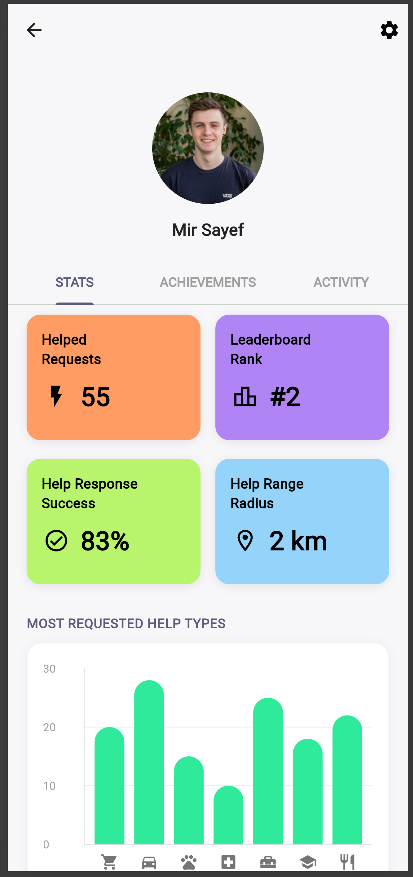 Mir Sayef
STATS ACHIEVEMENTS ACTIVITY
Helped
Requests
55
Leaderboard
Rank
#2
Help Response
Success
83%
Help Range
Radius
2 km
MOST REQUESTED HELP TYPES
30
20
10
0